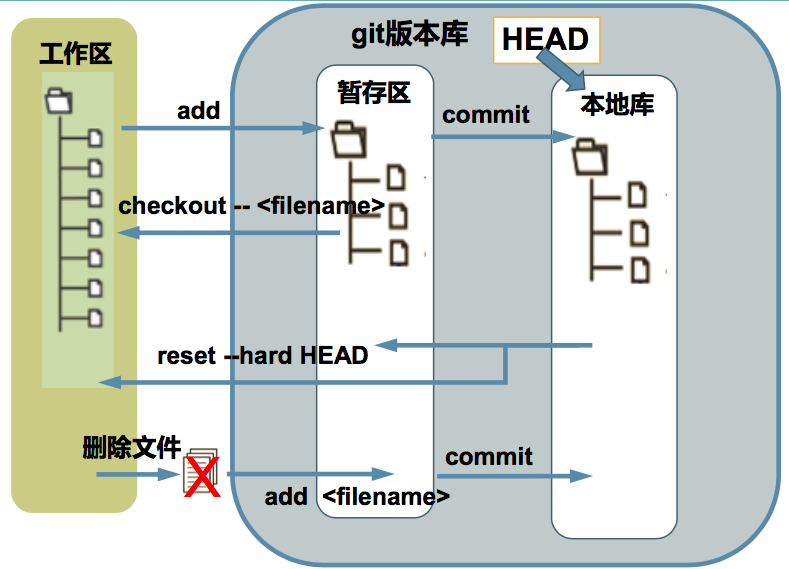 git版本库
HEAD
工作区
暂存区
本地库
add
commit
checkout -- <filename>
reset --hard HEAD
删除文件
commit
add <filename>